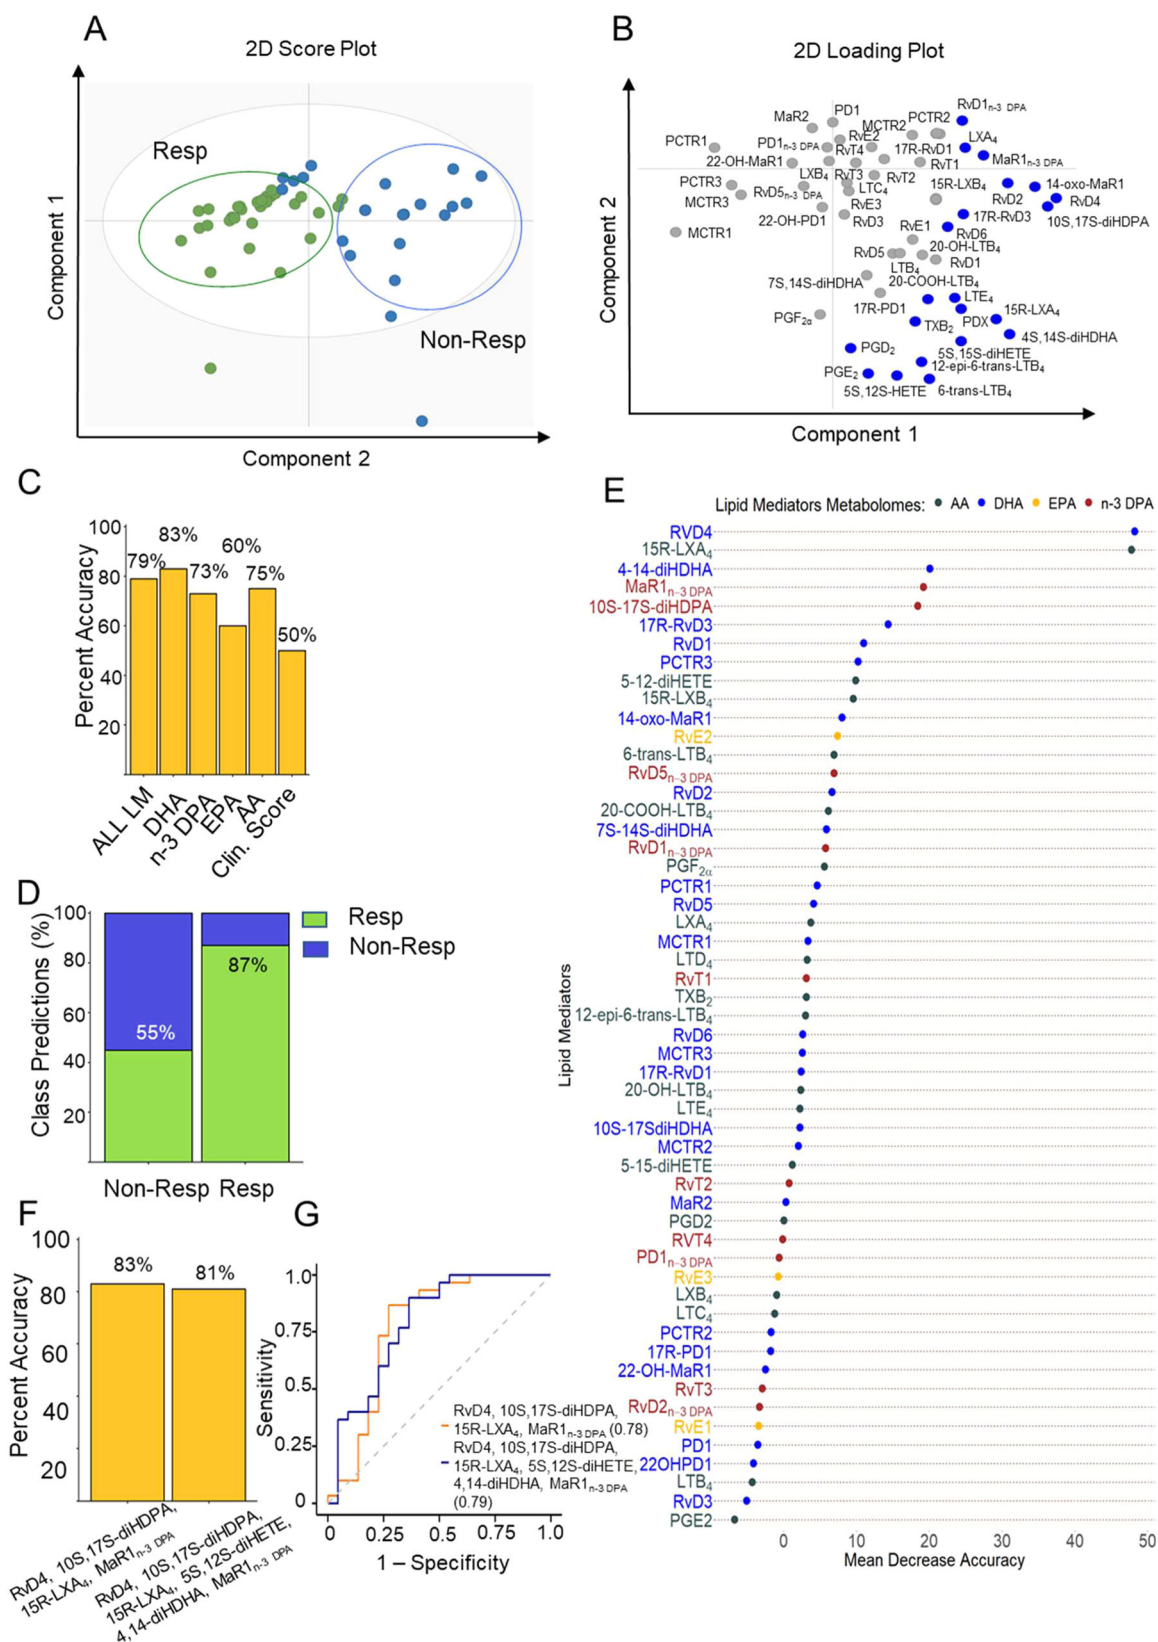 A
2D Score Plot
Resp
Non-Resp
Component 1
Component 2
B
2D Loading Plot
RvD1n-3 DPA
PD1
MaR2
MCTR2
PCTR2
LXA4
RvE2
PCTR1
PD1n-3 DPA
RvT4
17R-RvD1
MaR1n-3 DPA
22-OH-MaR1
RvT1
LXB4
RvT3
RvT2
PCTR3
RvD5n-3 DPA
LTC4
15R-LXB4
14-oxo-MaR1
MCTR3
RvE3
RvD2
RvD4
22-OH-PD1
RvD3
17R-RvD3
10S,17S-diHDPA
MCTR1
RvE1
RvD6
RvD5
20-OH-LTB4
LTB4
RvD1
7S,14S-diHDHA
20-COOH-LTB4
17R-PD1
LTE4
15R-LXA4
PGF2α
TXB2
PDX
4S,14S-diHDHA
PGD2
5S,15S-diHETE
12-epi-6-trans-LTB4
PGE2
5S,12S-HETE
6-trans-LTB4
Component 2
Component 1
C
100
80
60
40
20
79%
83%
73%
60%
75%
50%
Percent Accuracy
ALL LM
DHA
n-3 DPA
EPA
AA
Clin. Score
D
100
80
60
40
20
55%
87%
Resp
Non-Resp
Class Predictions (%)
Non-Resp Resp
E
Lipid Mediators Metabolomes: AA DHA EPA n-3 DPA
RVD4
15R-LXA4
4-14-diHDHA
MaR1n-3 DPA
10S-17S-diHDPA
17R-RvD3
RvD1
PCTR3
5-12-diHETE
15R-LXB4
14-oxo-MaR1
RvE2
6-trans-LTB4
RvD5n-3 DPA
RvD2
20-COOH-LTB4
7S-14S-diHDHA
RvD1n-3 DPA
PGF2α
PCTR1
RvD5
LXA4
MCTR1
LTD4
RvT1
TXB2
12-epi-6-trans-LTB4
RvD6
MCTR3
17R-RvD1
20-OH-LTB4
LTE4
10S-17SdiHDHA
MCTR2
5-15-diHETE
RvT2
MaR2
PGD2
RVT4
PD1n-3 DPA
RvE3
LXB4
LTC4
PCTR2
17R-PD1
22-OH-MaR1
RvT3
RvD2n-3 DPA
RvE1
PD1
22OHPD1
LTB4
RvD3
PGE2
Lipid Mediators
0 10 20 30 40 50
Mean Decrease Accuracy
F
100
80
60
40
20
83%
81%
Percent Accuracy
RvD4, 10S,17S-diHDPA,
15R-LXA4, MaR1n-3 DPA
RvD4, 10S,17S-diHDPA,
15R-LXA4, 5S,12S-diHETE,
4,14-diHDHA, MaR1n-3 DPA
G
1.0
0.75
0.5
0.25
0
Sensitivity
RvD4, 10S,17S-diHDPA,
15R-LXA4, MaR1n-3 DPA (0.78)
RvD4, 10S,17S-diHDPA,
15R-LXA4, 5S,12S-diHETE,
4,14-diHDHA, MaR1n-3 DPA
(0.79)
0 0.25 0.5 0.75 1.0
1 – Specificity